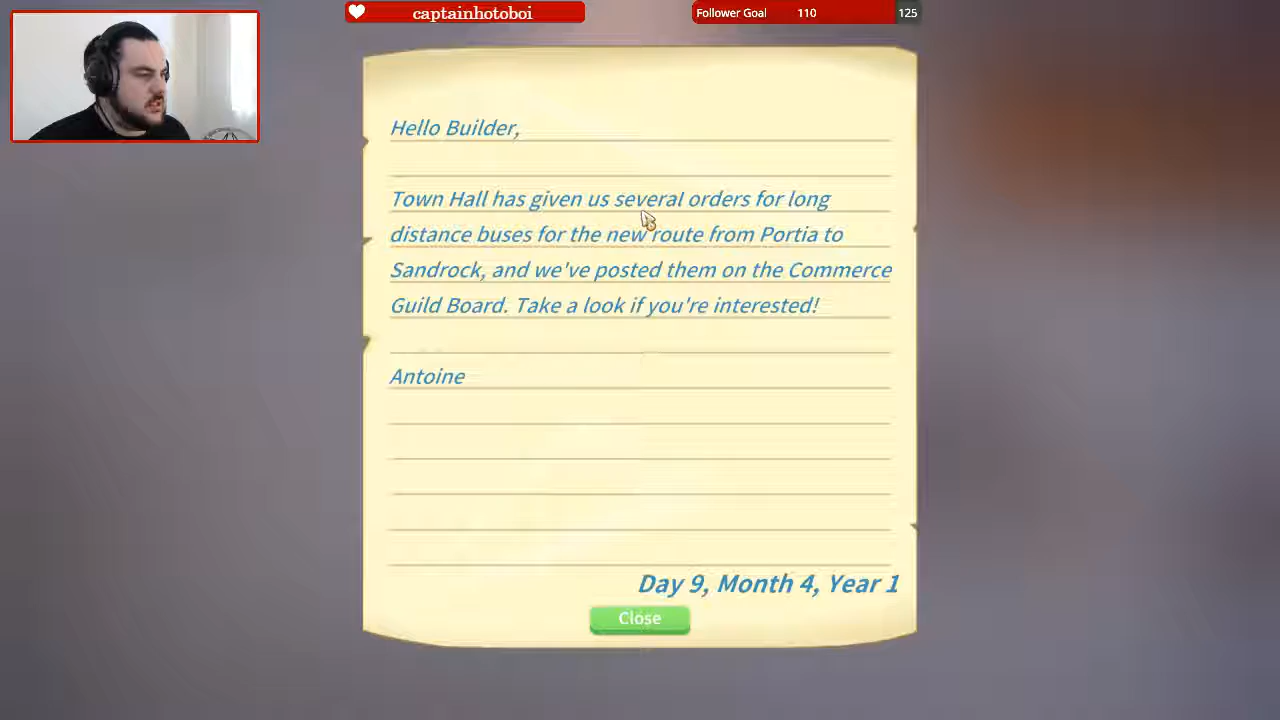 captainhotoboi
Follower Goal 110 125
Hello Builder,
Town Hall has given us several orders for long
distance buses for the new route from Portia to
Sandrock, and we've posted them on the Commerce
Guild Board. Take a look if you're interested!
Antoine
Day 9, Month 4, Year 1
Close